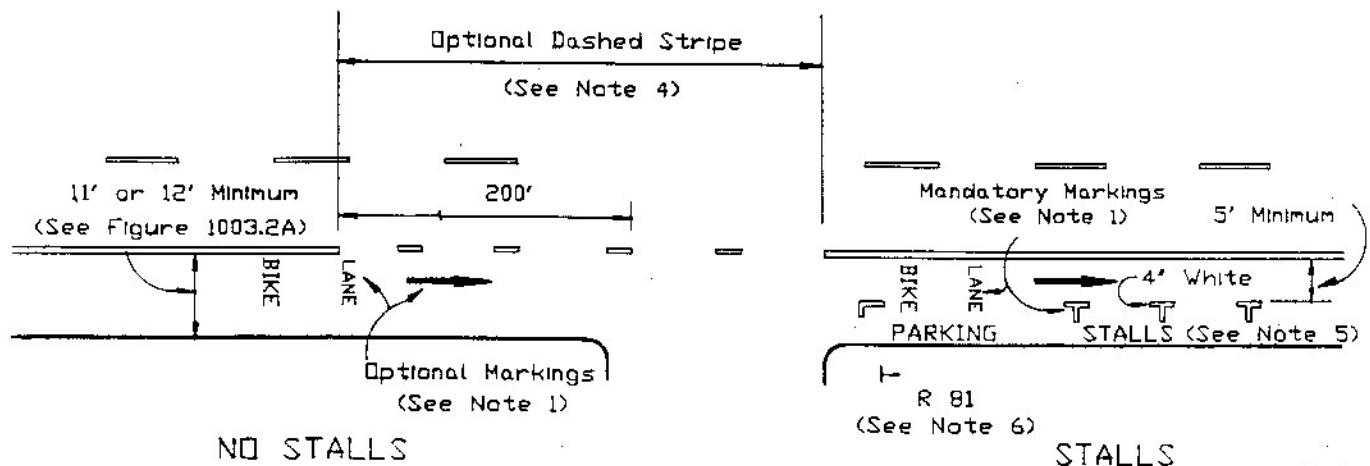 Optional Dashed Stripe
(See Note 4)
11' or 12' Minimum
(See Figure 1003.2A)
200'
Mandatory Markings
(See Note 1)
5' Minimum
BIKE
LANE
BIKE
LANE
4" White
PARKING STALLS (See Note 5)
Optional Markings
(See Note 1)
R 81
(See Note 6)
NO STALLS
STALLS